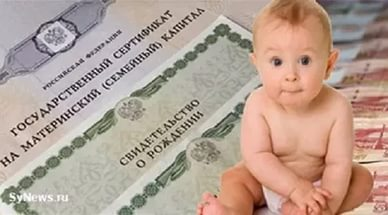 РОССИЙСКАЯ ФЕДЕРАЦИЯ
ГОСУДАРСТВЕННЫЙ СЕРТИФИКАТ
НА МАТЕРИНСКИЙ (СЕМЕЙНЫЙ) КАПИТАЛ
СВИДЕТЕЛЬСТВО
О РОЖДЕНИИ
SyNews.ru